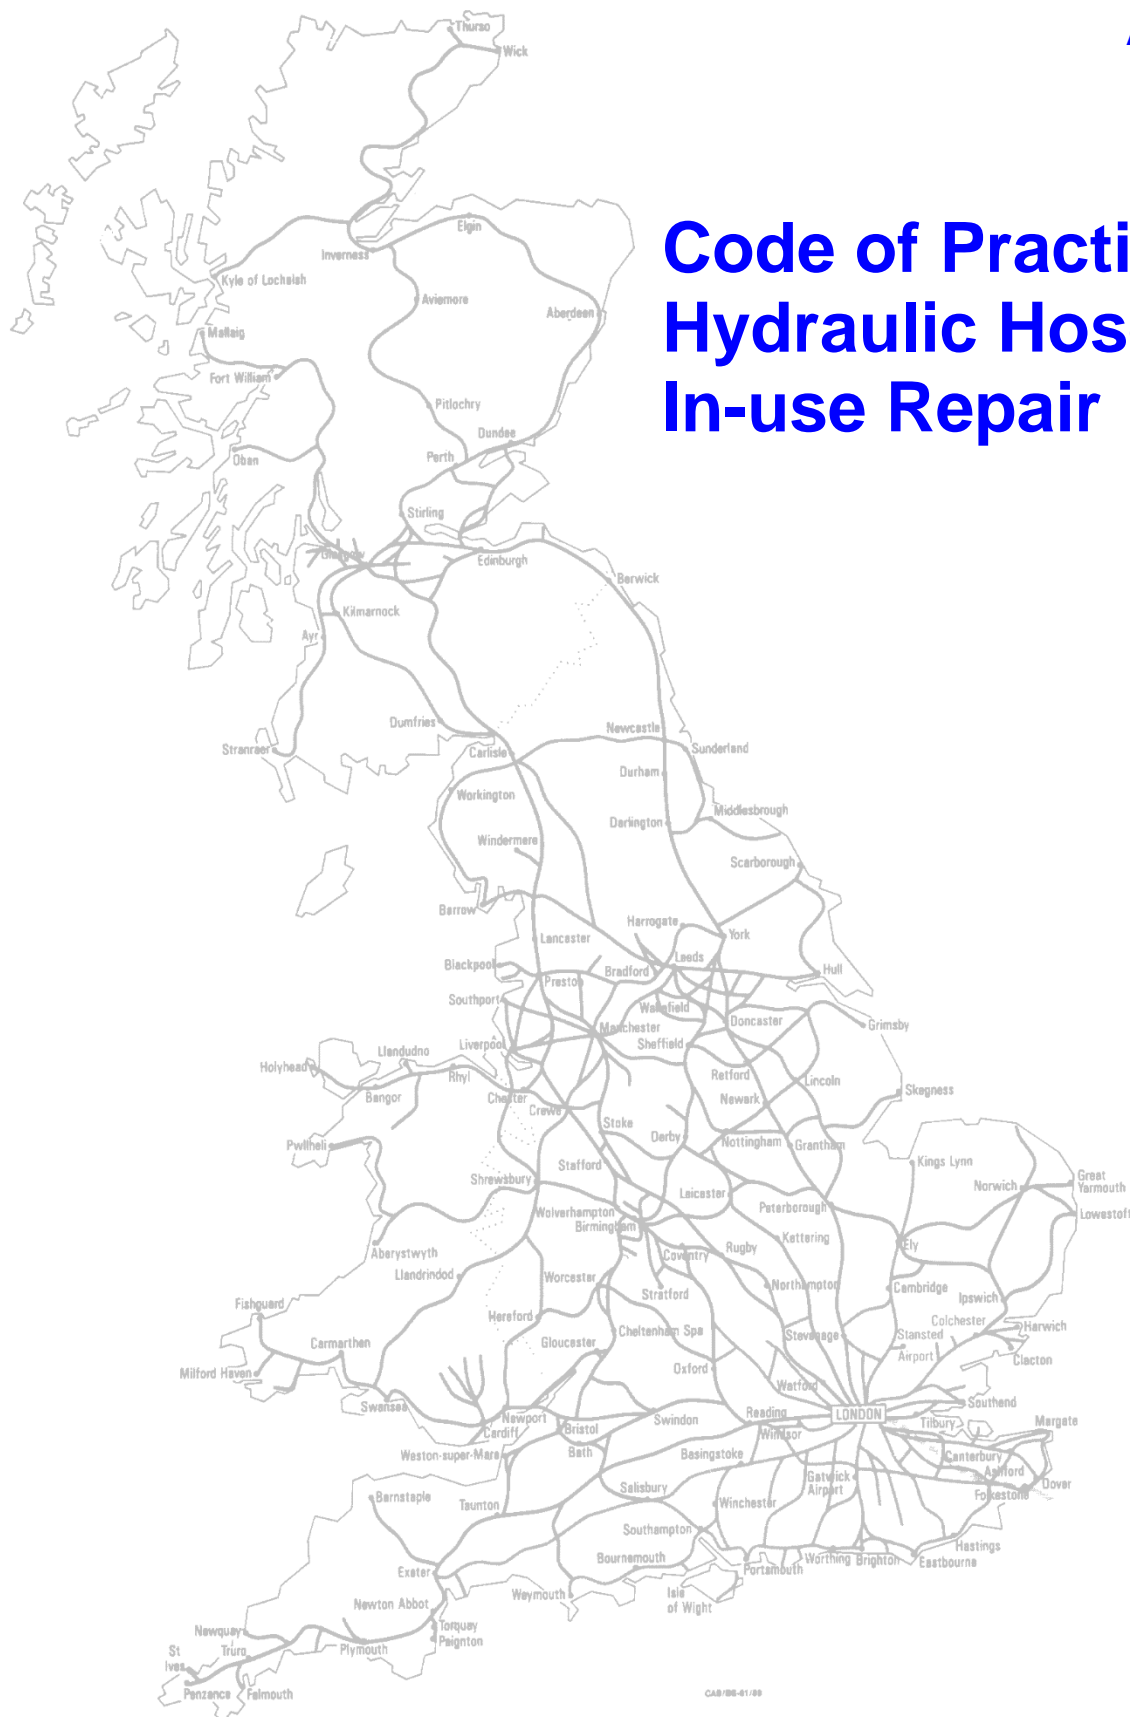 Code of Practi
Hydraulic Hos
In-use Repair
Thurso
Wick
Elgin
Inverness
Kyle of Lochalsh
Aviemore
Aberdeen
Mallaig
Fort William
Pitlochry
Dundee
Oban
Perth
Stirling
Glasgow
Edinburgh
Berwick
Kilmarnock
Ayr
Dumfries
Newcastle
Stranraer
Carlisle
Sunderland
Durham
Workington
Middlesbrough
Darlington
Windermere
Scarborough
Barrow
Harrogate
York
Lancaster
Leeds
Blackpool
Bradford
Hull
Preston
Southport
Wakefield
Manchester
Doncaster
Grimsby
Liverpool
Sheffield
Llandudno
Holyhead
Rhyl
Retford
Lincoln
Bangor
Chester
Newark
Skegness
Crewe
Stoke
Derby
Nottingham
Grantham
Pwllheli
Stafford
Kings Lynn
Shrewsbury
Leicester
Norwich
Great
Yarmouth
Peterborough
Wolverhampton
Lowestoft
Birmingham
Kettering
Aberystwyth
Coventry
Rugby
Ely
Llandrindod
Worcester
Northampton
Cambridge
Stratford
Ipswich
Fishguard
Hereford
Cheltenham Spa
Colchester
Harwich
Carmarthen
Gloucester
Stevenage
Stansted
Airport
Clacton
Milford Haven
Oxford
Watford
Swansea
Southend
Newport
Swindon
Reading
LONDON
Tilbury
Margate
Cardiff
Bristol
Windsor
Weston-super-Mare
Bath
Basingstoke
Canterbury
Ashford
Gatwick
Airport
Dover
Barnstaple
Salisbury
Folkestone
Taunton
Winchester
Southampton
Hastings
Bournemouth
Worthing
Brighton
Eastbourne
Exeter
Portsmouth
Weymouth
Isle
of Wight
Newton Abbot
Torquay
Newquay
Paignton
St
Ives
Truro
Plymouth
Penzance
Falmouth